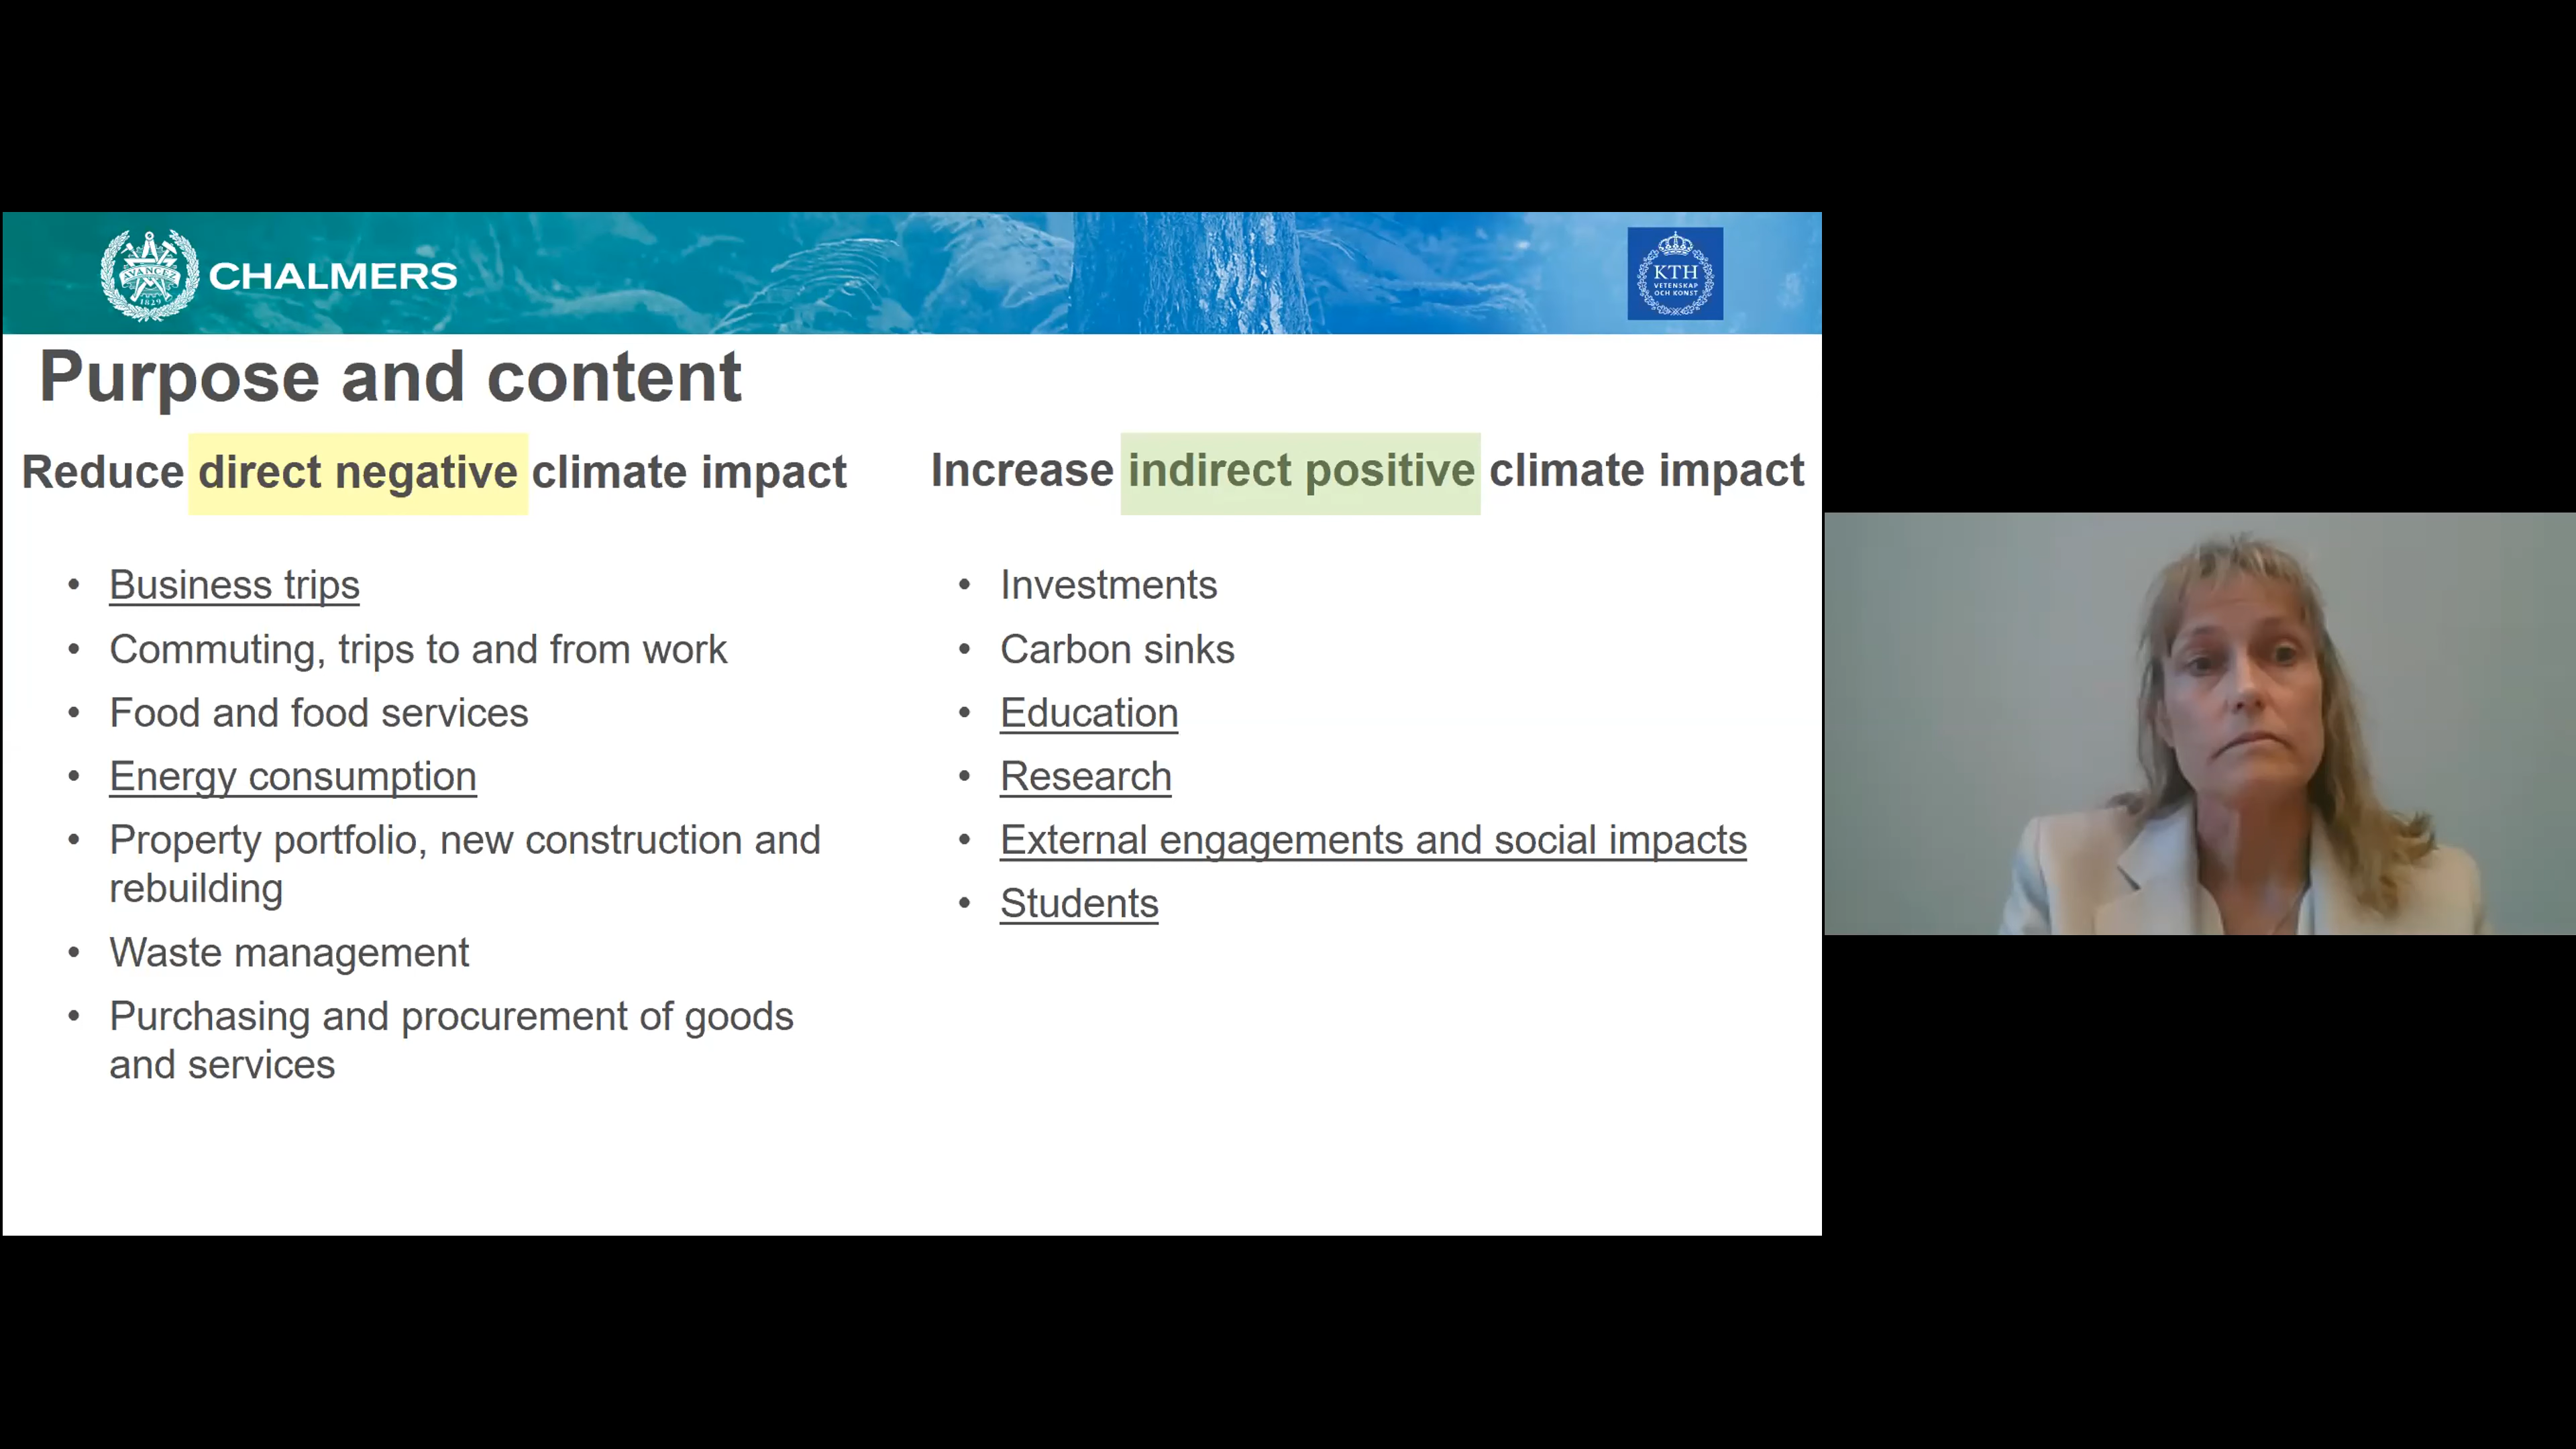 AVANCEZ
1829
CHALMERS
KTH
VETENSKAP
OCH KONST
Purpose and content
Reduce direct negative climate impact
• Business trips
• Commuting, trips to and from work
• Food and food services
• Energy consumption
• Property portfolio, new construction and
rebuilding
• Waste management
• Purchasing and procurement of goods
and services
Increase indirect positive climate impact
• Investments
• Carbon sinks
• Education
• Research
• External engagements and social impacts
• Students